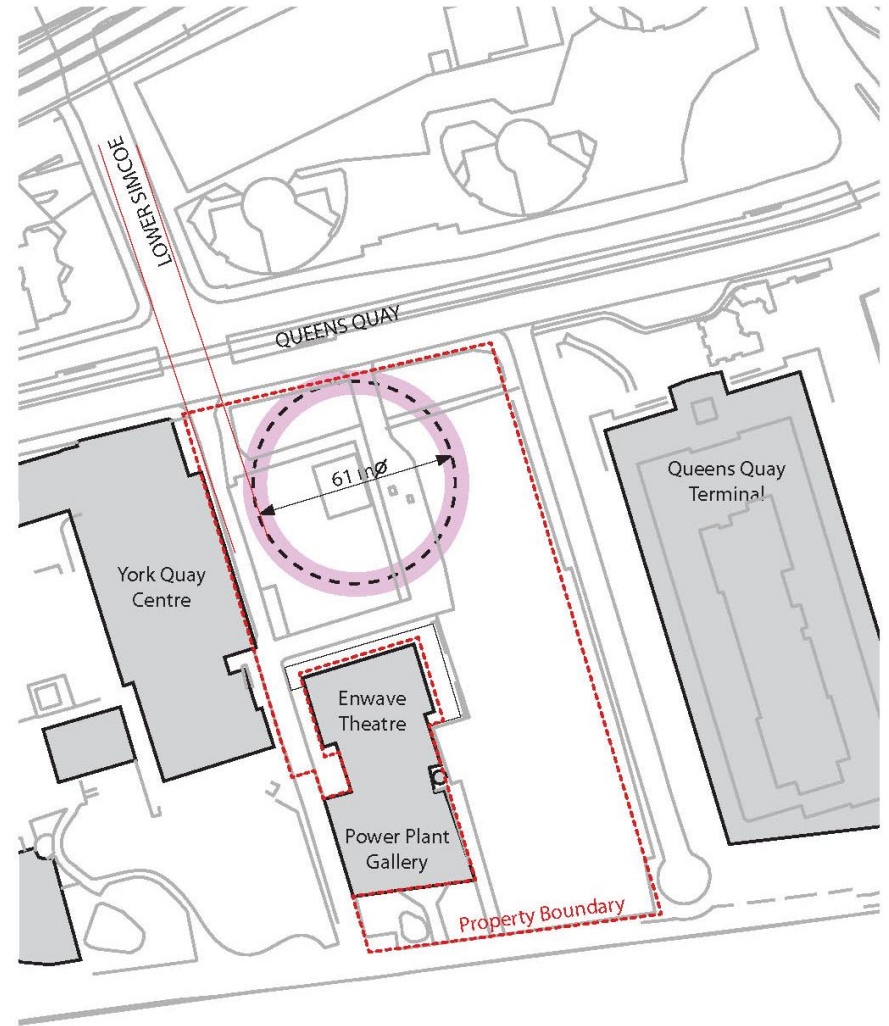 LOWER SIMCOE
QUEENS QUAY
61 mØ
Queens Quay
Terminal
York Quay
Centre
Enwave
Theatre
Power Plant
Gallery
Property Boundary